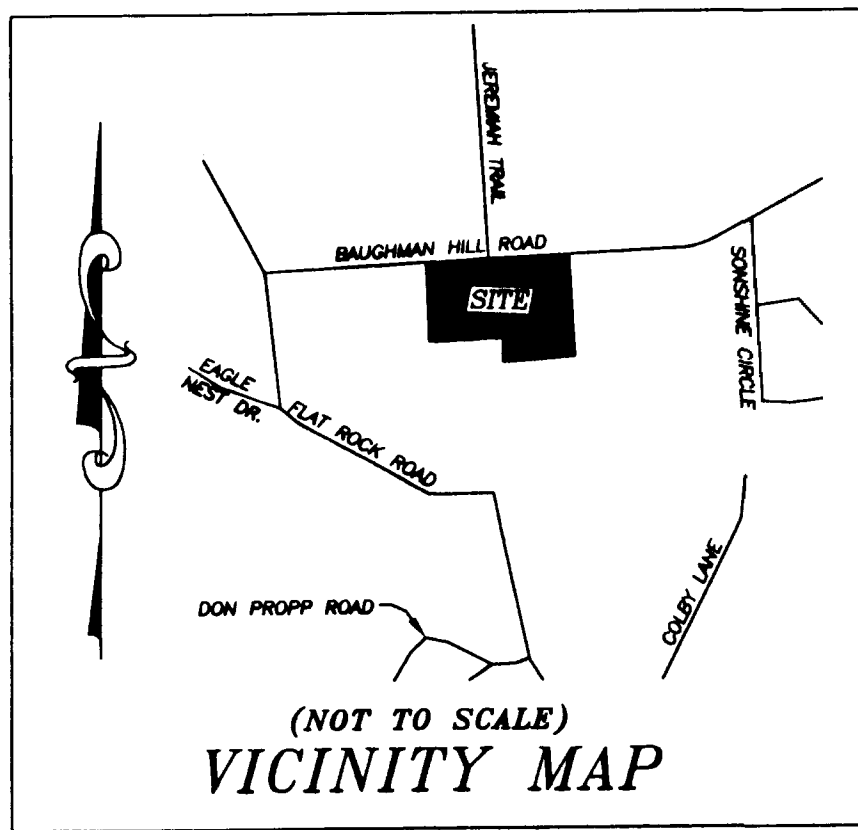 JEREMIAH TRAIL
BAUGHMAN HILL ROAD
SONSHINE CIRCLE
SITE
EAGLE
NEST DR.
FLAT ROCK ROAD
COLBY LANE
DON PROPP ROAD
(NOT TO SCALE)
VICINITY MAP